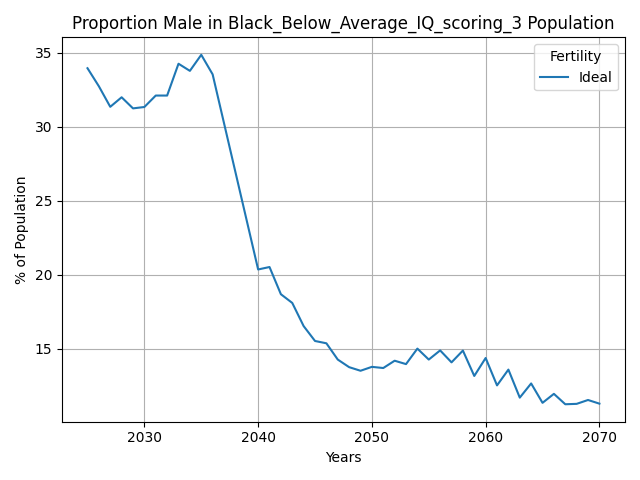 Proportion Male in Black_Below_Average_IQ_scoring_3 Population
Fertility
Ideal
% of Population
35
30
25
20
15
2030 2040 2050 2060 2070
Years